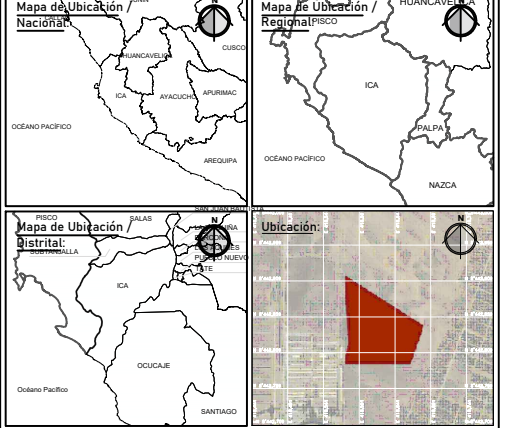 Mapa de Ubicación /
Nacional:
N
HUANCAVELICA
CUSCO
ICA
AYACUCHO
APURIMAC
OCÉANO PACÍFICO
AREQUIPA
Mapa de Ubicación /
Regional:
PISCO
HUANCAVELICA
N
ICA
PALPA
OCÉANO PACÍFICO
NAZCA
SAN JUAN BAUTISTA
PISCO
SALAS
Mapa de Ubicación /
Distrital:
N
SUBTANJALLA
PUEBLO NUEVO
TATE
ICA
OCUCAJE
Océano Pacífico
SANTIAGO
Ubicación:
N